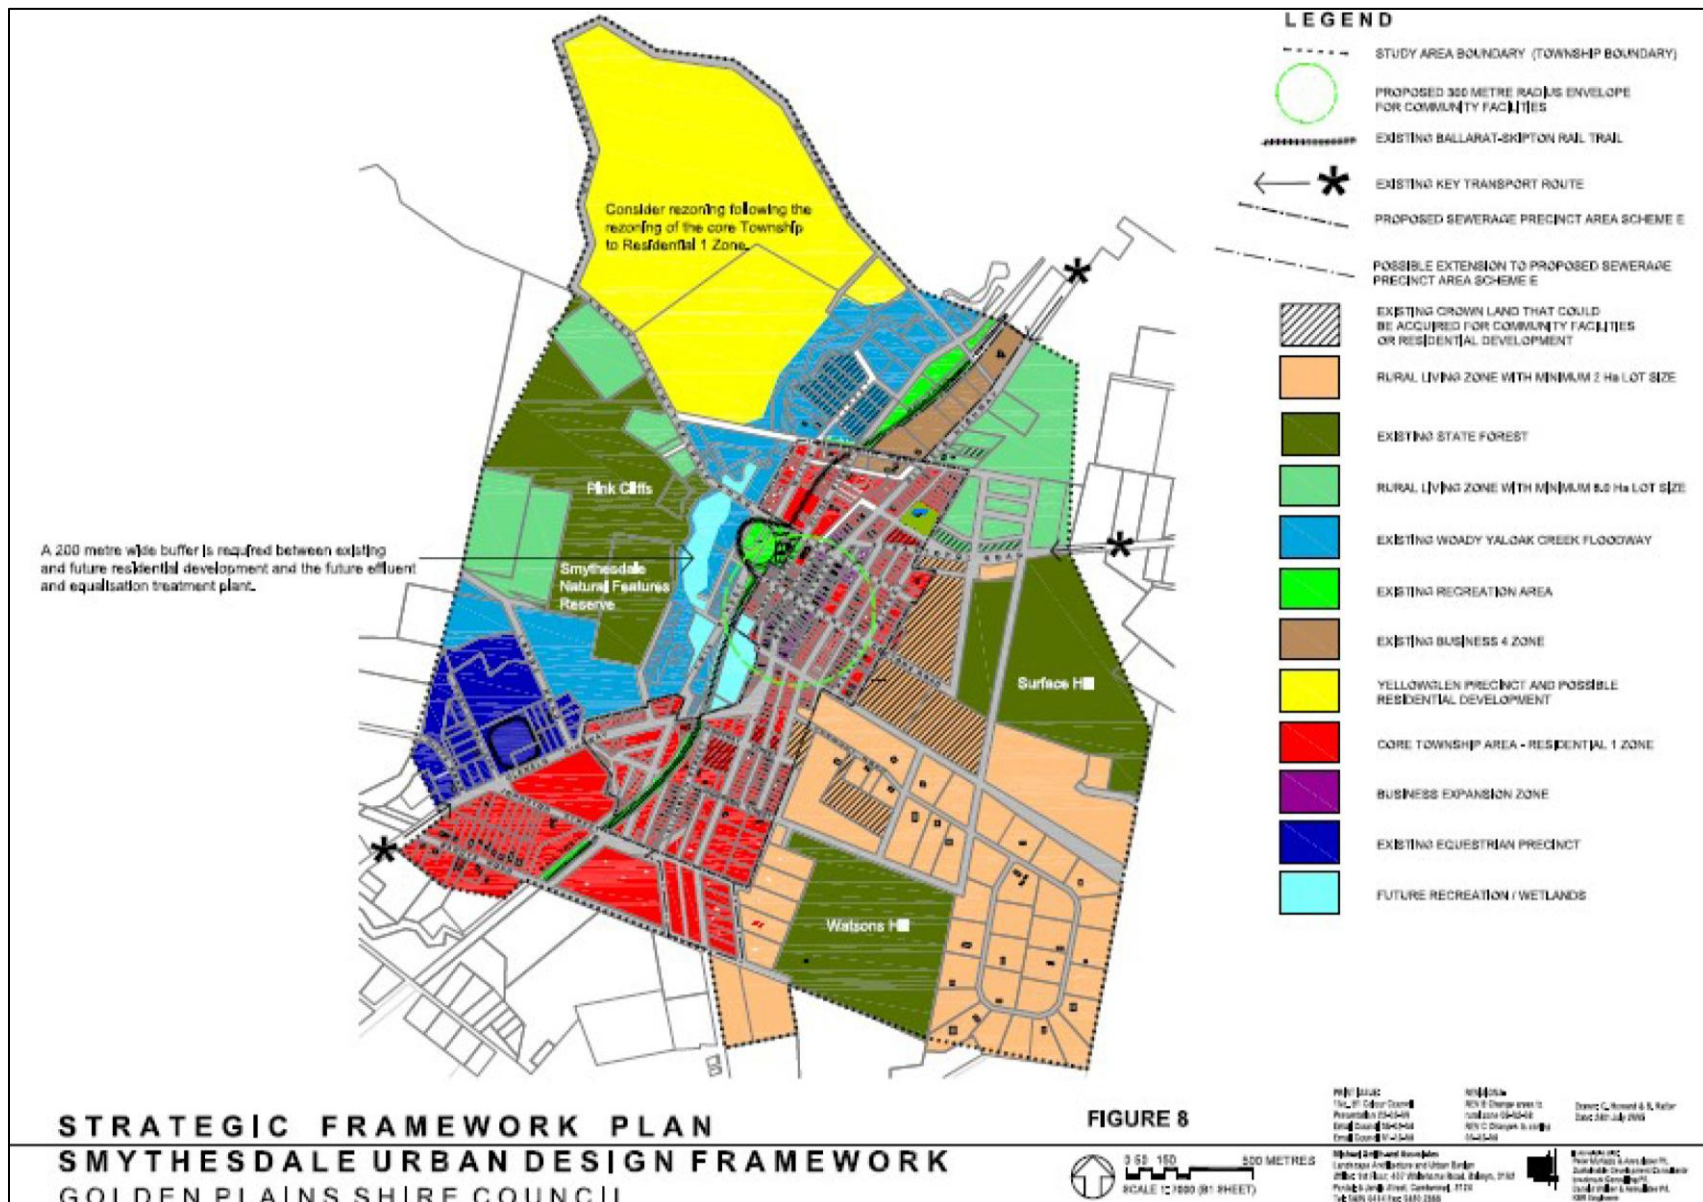 LEGEND
STUDY AREA BOUNDARY (TOWNSHIP BOUNDARY)
PROPOSED 300 METRE RADIUS ENVELOPE
FOR COMMUNITY FACILITIES
EXISTING BALLARAT-SKIPTON RAIL TRAIL
EXISTING KEY TRANSPORT ROUTE
PROPOSED SEWERAGE PRECINCT AREA SCHEME E
POSSIBLE EXTENSION TO PROPOSED SEWERAGE
PRECINCT AREA SCHEME E
EXISTING CROWN LAND THAT COULD
BE ACQUIRED FOR COMMUNITY FACILITIES
OR RESIDENTIAL DEVELOPMENT
RURAL LIVING ZONE WITH MINIMUM 2 Ha LOT SIZE
EXISTING STATE FOREST
RURAL LIVING ZONE WITH MINIMUM 8.0 Ha LOT SIZE
EXISTING WOADY YALOAK CREEK FLOODWAY
EXISTING RECREATION AREA
EXISTING BUSINESS 4 ZONE
YELLOWGLEN PRECINCT AND POSSIBLE
RESIDENTIAL DEVELOPMENT
CORE TOWNSHIP AREA - RESIDENTIAL 1 ZONE
BUSINESS EXPANSION ZONE
EXISTING EQUESTRIAN PRECINCT
FUTURE RECREATION / WETLANDS
Consider rezoning following the
rezoning of the core Township
to Residential 1 Zone.
Pink Cliffs
A 200 metre wide buffer is required between existing
and future residential development and the future effluent
and equalisation treatment plant.
Smythesdale
Natural Features
Reserve
Surface Hill
Watsons Hill
STRATEGIC FRAMEWORK PLAN
FIGURE 8
SMYTHESDALE URBAN DESIGN FRAMEWORK
GOLDEN PLAINS SHIRE COUNCIL
0 50 150 500 METRES
SCALE 1:7000 (B1 SHEET)